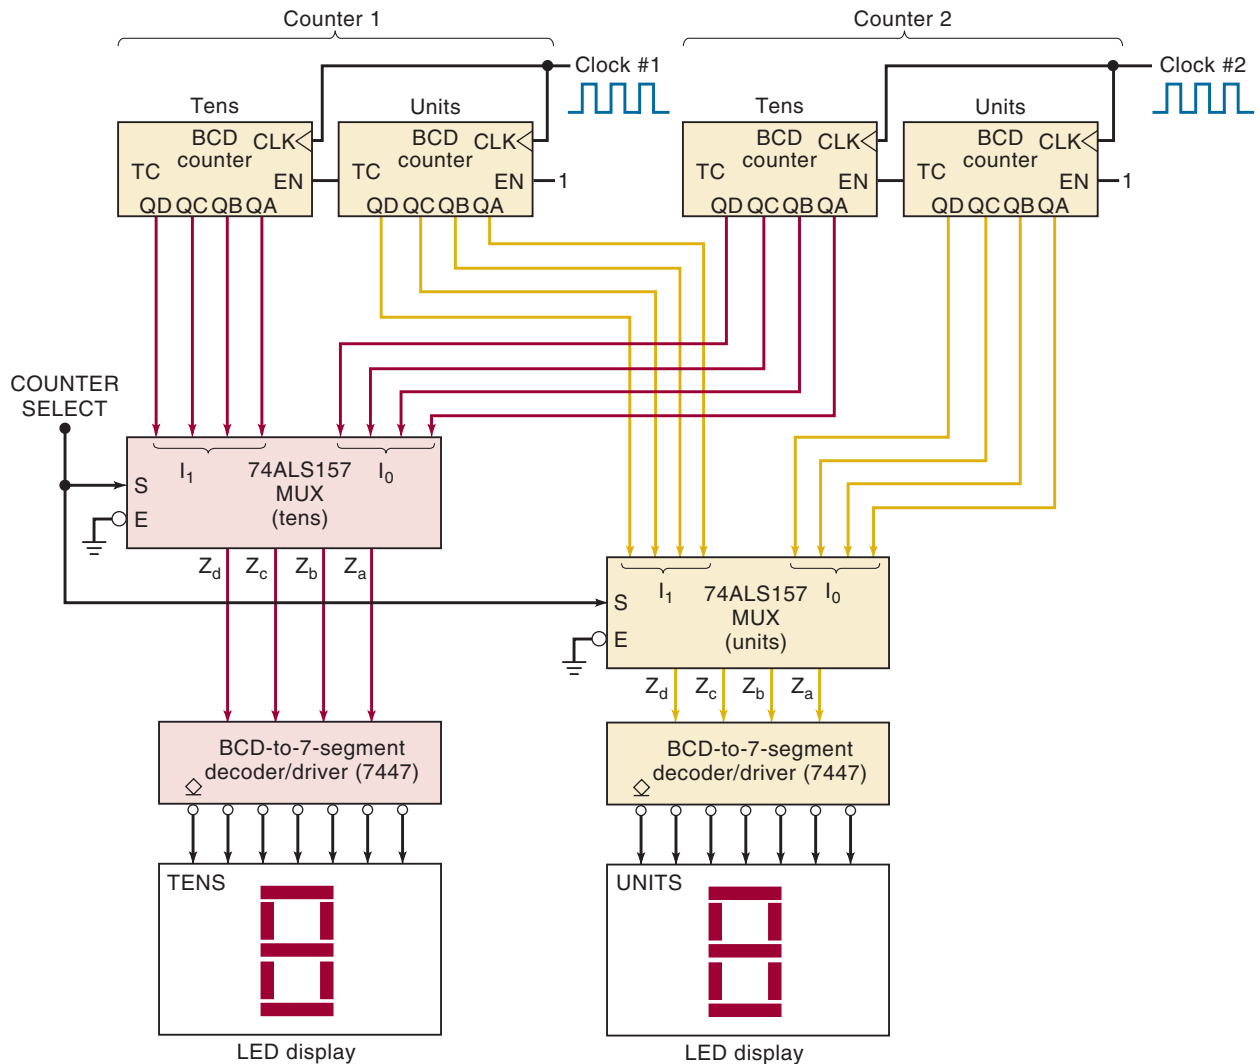 Counter 1
Counter 2
Clock #1
Clock #2
Tens
Units
Tens
Units
BCD
counter
CLK
TC
EN
QD QC QB QA
BCD
counter
CLK
TC
EN
1
QD QC QB QA
BCD
counter
CLK
TC
EN
QD QC QB QA
BCD
counter
CLK
TC
EN
1
QD QC QB QA
COUNTER
SELECT
I1
74ALS157
MUX
(tens)
I0
S
E
Zd Zc Zb Za
I1
74ALS157
MUX
(units)
I0
S
E
Zd Zc Zb Za
BCD-to-7-segment
decoder/driver (7447)
BCD-to-7-segment
decoder/driver (7447)
TENS
UNITS
LED display
LED display